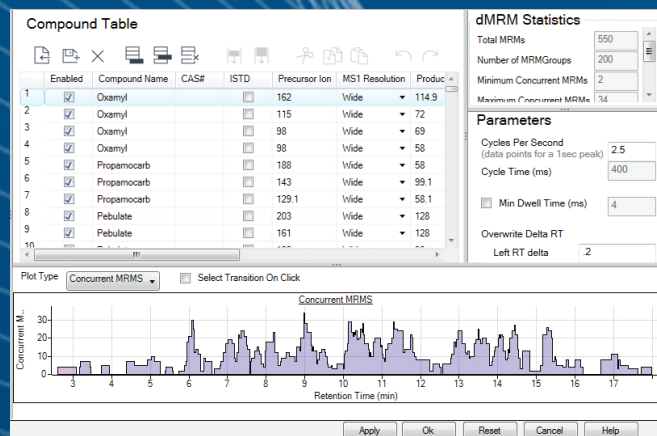 Compound Table
Enabled Compound Name CAS# ISTD Precursor Ion MS1 Resolution Produc
1 Oxamyl 162 Wide 114.9
2 Oxamyl 115 Wide 72
3 Oxamyl 98 Wide 69
4 Oxamyl 98 Wide 58
5 Propamocarb 188 Wide 58
6 Propamocarb 143 Wide 99.1
7 Propamocarb 129.1 Wide 58.1
8 Pebulate 203 Wide 128
9 Pebulate 161 Wide 128
10
dMRM Statistics
Total MRMs 550
Number of MRMGroups 200
Minimum Concurrent MRMs 2
Maximum Concurrent MRMs 34
Parameters
Cycles Per Second 2.5
(data points for a 1sec peak)
Cycle Time (ms) 400
Min Dwell Time (ms) 4
Overwrite Delta RT
Left RT delta .2
Plot Type Concurrent MRMS Select Transition On Click
Concurrent MRMS
Concurrent M...
30
20
10
0
3 4 5 6 7 8 9 10 11 12 13 14 15 16 17
Retention Time (min)
Apply Ok Reset Cancel Help